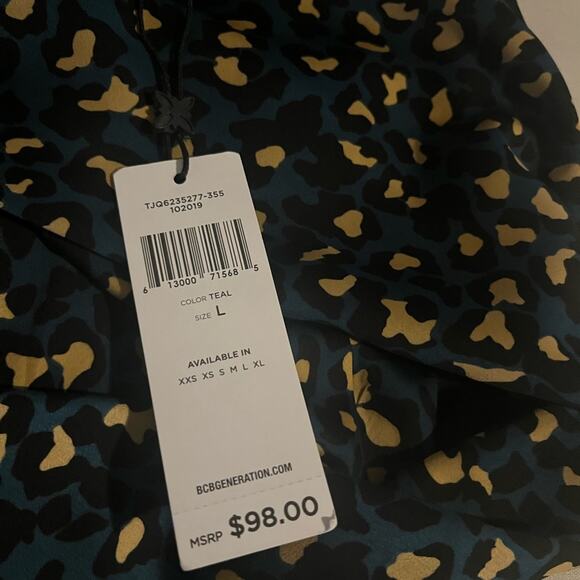 TJQ6235277-355
102019
6 13000 71568 5
COLOR TEAL
SIZE L
AVAILABLE IN
XXS XS S M L XL
BCBGENERATION.COM
MSRP $98.00